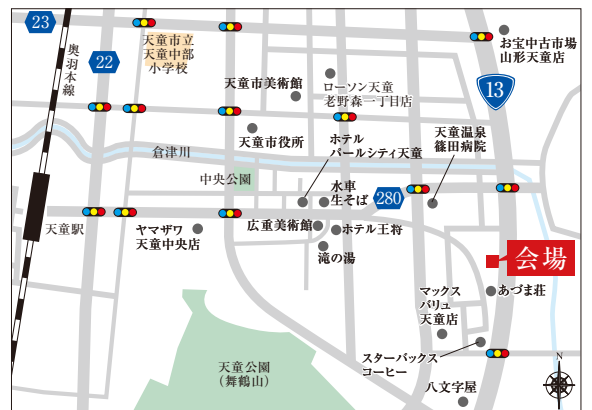 23
奥羽本線
22
天童市立
天童中部
小学校
お宝中古市場
山形天童店
13
天童市美術館
ローソン天童
老野森一丁目店
天童市役所
ホテル
パールシティ天童
天童温泉
篠田病院
倉津川
中央公園
水車
生そば
280
天童駅
ヤマザワ
天童中央店
広重美術館
ホテル王将
滝の湯
会場
あづま荘
マックス
バリュ
天童店
スターバックス
コーヒー
天童公園
(舞鶴山)
八文字屋
N